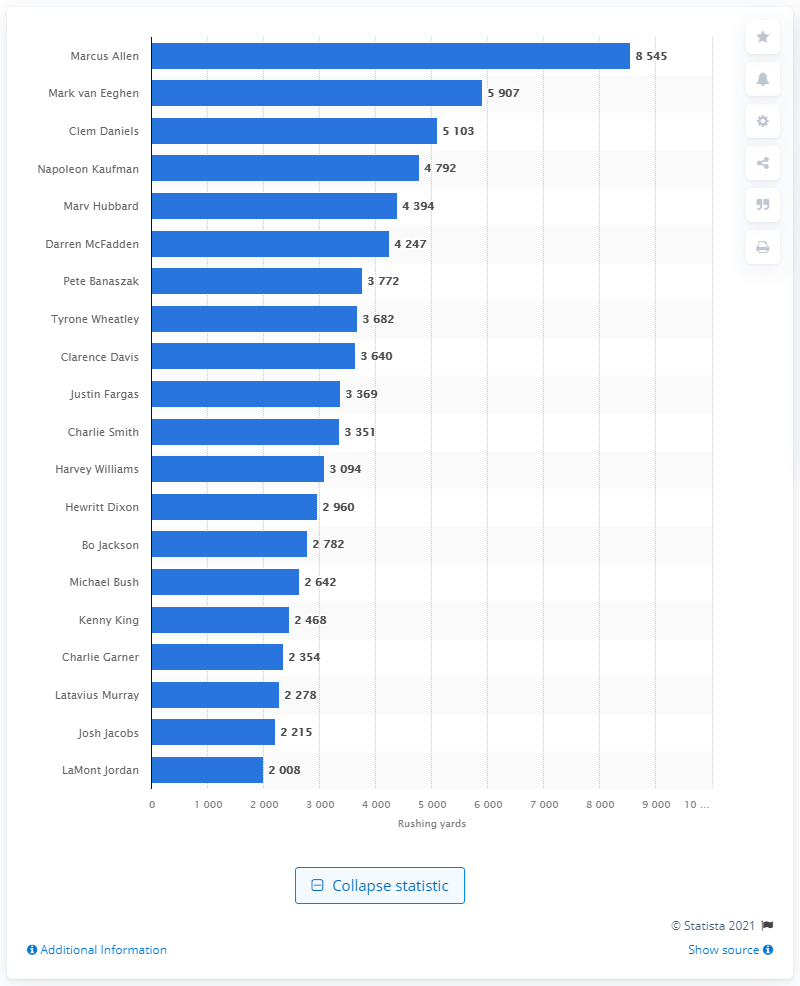 Marcus Allen 8 545
Mark van Eeghen 5 907
Clem Daniels 5 103
Napoleon Kaufman 4 792
Marv Hubbard 4 394
Darren McFadden 4 247
Pete Banaszak 3 772
Tyrone Wheatley 3 682
Clarence Davis 3 640
Justin Fargas 3 369
Charlie Smith 3 351
Harvey Williams 3 094
Hewritt Dixon 2 960
Bo Jackson 2 782
Michael Bush 2 642
Kenny King 2 468
Charlie Garner 2 354
Latavius Murray 2 278
Josh Jacobs 2 215
LaMont Jordan 2 008
0 1 000 2 000 3 000 4 000 5 000 6 000 7 000 8 000 9 000 10 ...
Rushing yards
Collapse statistic
© Statista 2021
Additional Information Show source